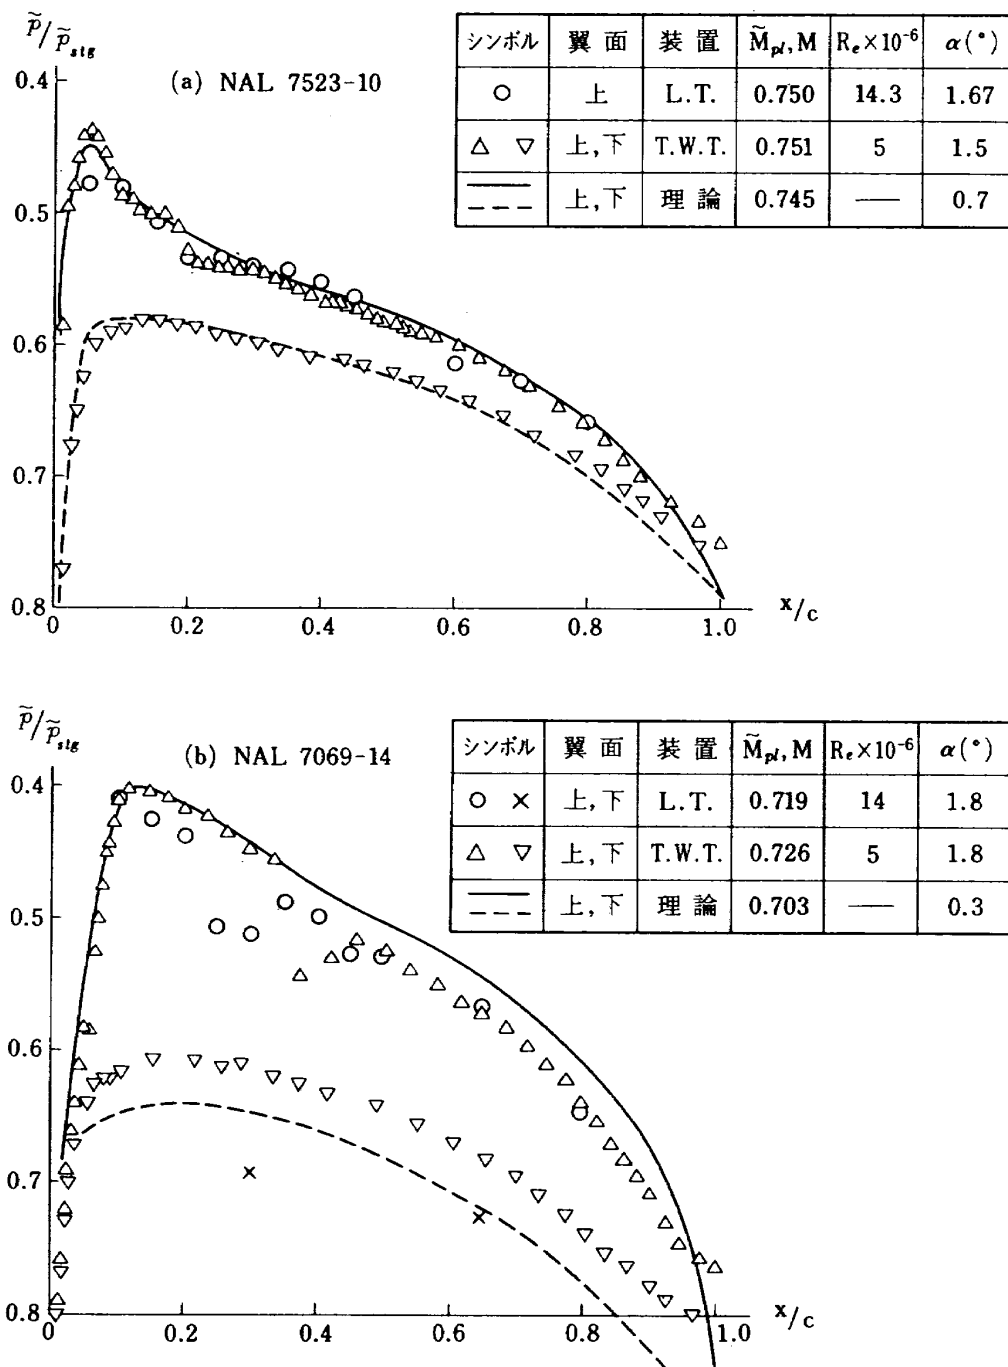 p̃/p̃stg
(a) NAL 7523-10
シンボル 翼面 装置 M̃pl, M Re×10⁻⁶ α(°)
○ 上 L.T. 0.750 14.3 1.67
△ ▽ 上,下 T.W.T. 0.751 5 1.5
上,下 理論 0.745 — 0.7
0.4
0.5
0.6
0.7
0.8
0 0.2 0.4 0.6 0.8 1.0 x/c
p̃/p̃stg
(b) NAL 7069-14
シンボル 翼面 装置 M̃pl, M Re×10⁻⁶ α(°)
○ × 上,下 L.T. 0.719 14 1.8
△ ▽ 上,下 T.W.T. 0.726 5 1.8
上,下 理論 0.703 — 0.3
0.4
0.5
0.6
0.7
0.8
0 0.2 0.4 0.6 0.8 1.0 x/c